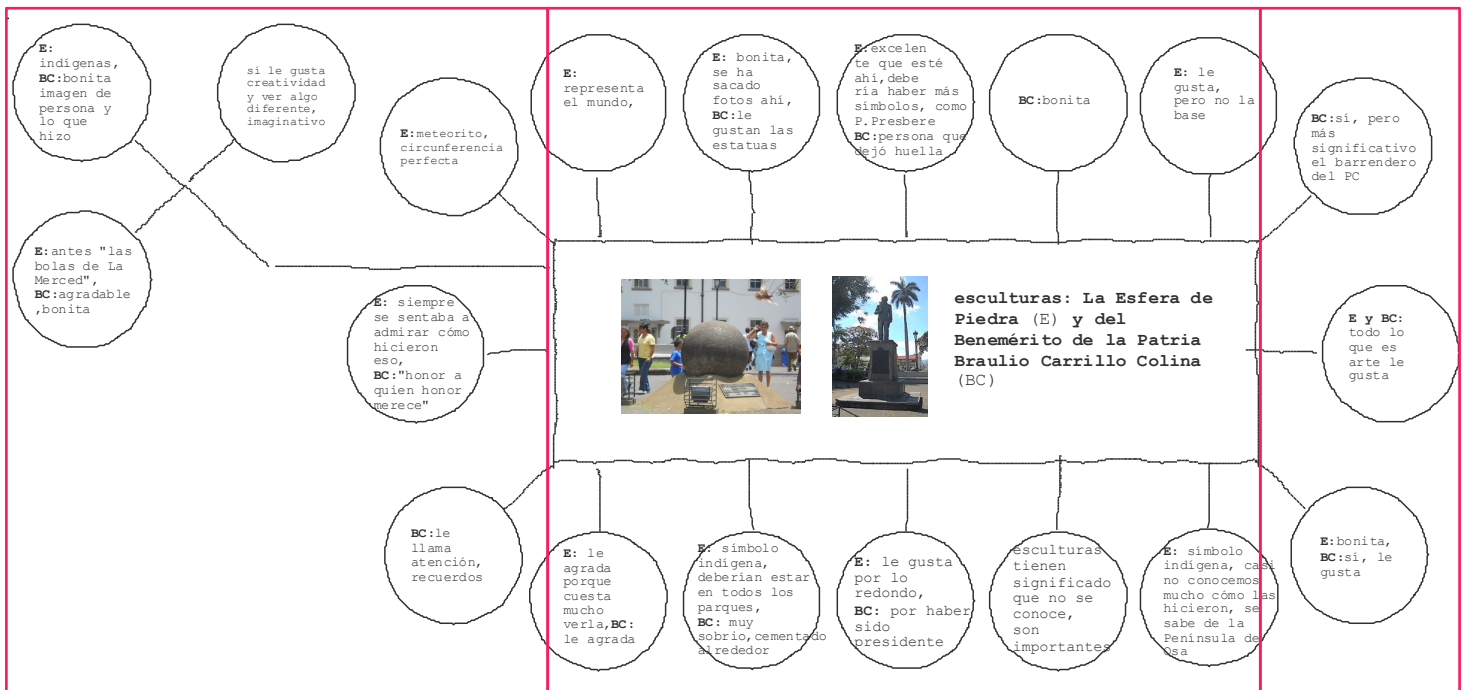 E:
indígenas,
BC:bonita
imagen de
persona y
lo que
hizo
sí le gusta
creatividad
y ver algo
diferente,
imaginativo
E:meteorito,
circunferencia
perfecta
E:
representa
el mundo,
E: bonita,
se ha
sacado
fotos ahí,
BC:le
gustan las
estatuas
E:excelen
te que esté
ahí,debe
ría haber más
símbolos, como
P.Presbere
BC:persona que
dejó huella
BC:bonita
E: le
gusta,
pero no la
base
BC:sí, pero
más
significativo
el barrendero
del PC
E:antes "las
bolas de La
Merced",
BC:agradable
,bonita
E: siempre
se sentaba a
admirar cómo
hicieron
eso,
BC:"honor a
quien honor
merece"
esculturas: La Esfera de
Piedra (E) y del
Benemérito de la Patria
Braulio Carrillo Colina
(BC)
E y BC:
todo lo
que es
arte le
gusta
BC:le
llama
atención,
recuerdos
E: le
agrada
porque
cuesta
mucho
verla,BC:
le agrada
E: símbolo
indígena,
deberían estar
en todos los
parques,
BC: muy
sobrio,cementado
alrededor
E: le gusta
por lo
redondo,
BC: por haber
sido
presidente
esculturas
tienen
significado
que no se
conoce,
son
importantes
E: símbolo
indígena, casi
no conocemos
mucho cómo las
hicieron, se
sabe de la
Península de
Osa
E:bonita,
BC:sí, le
gusta